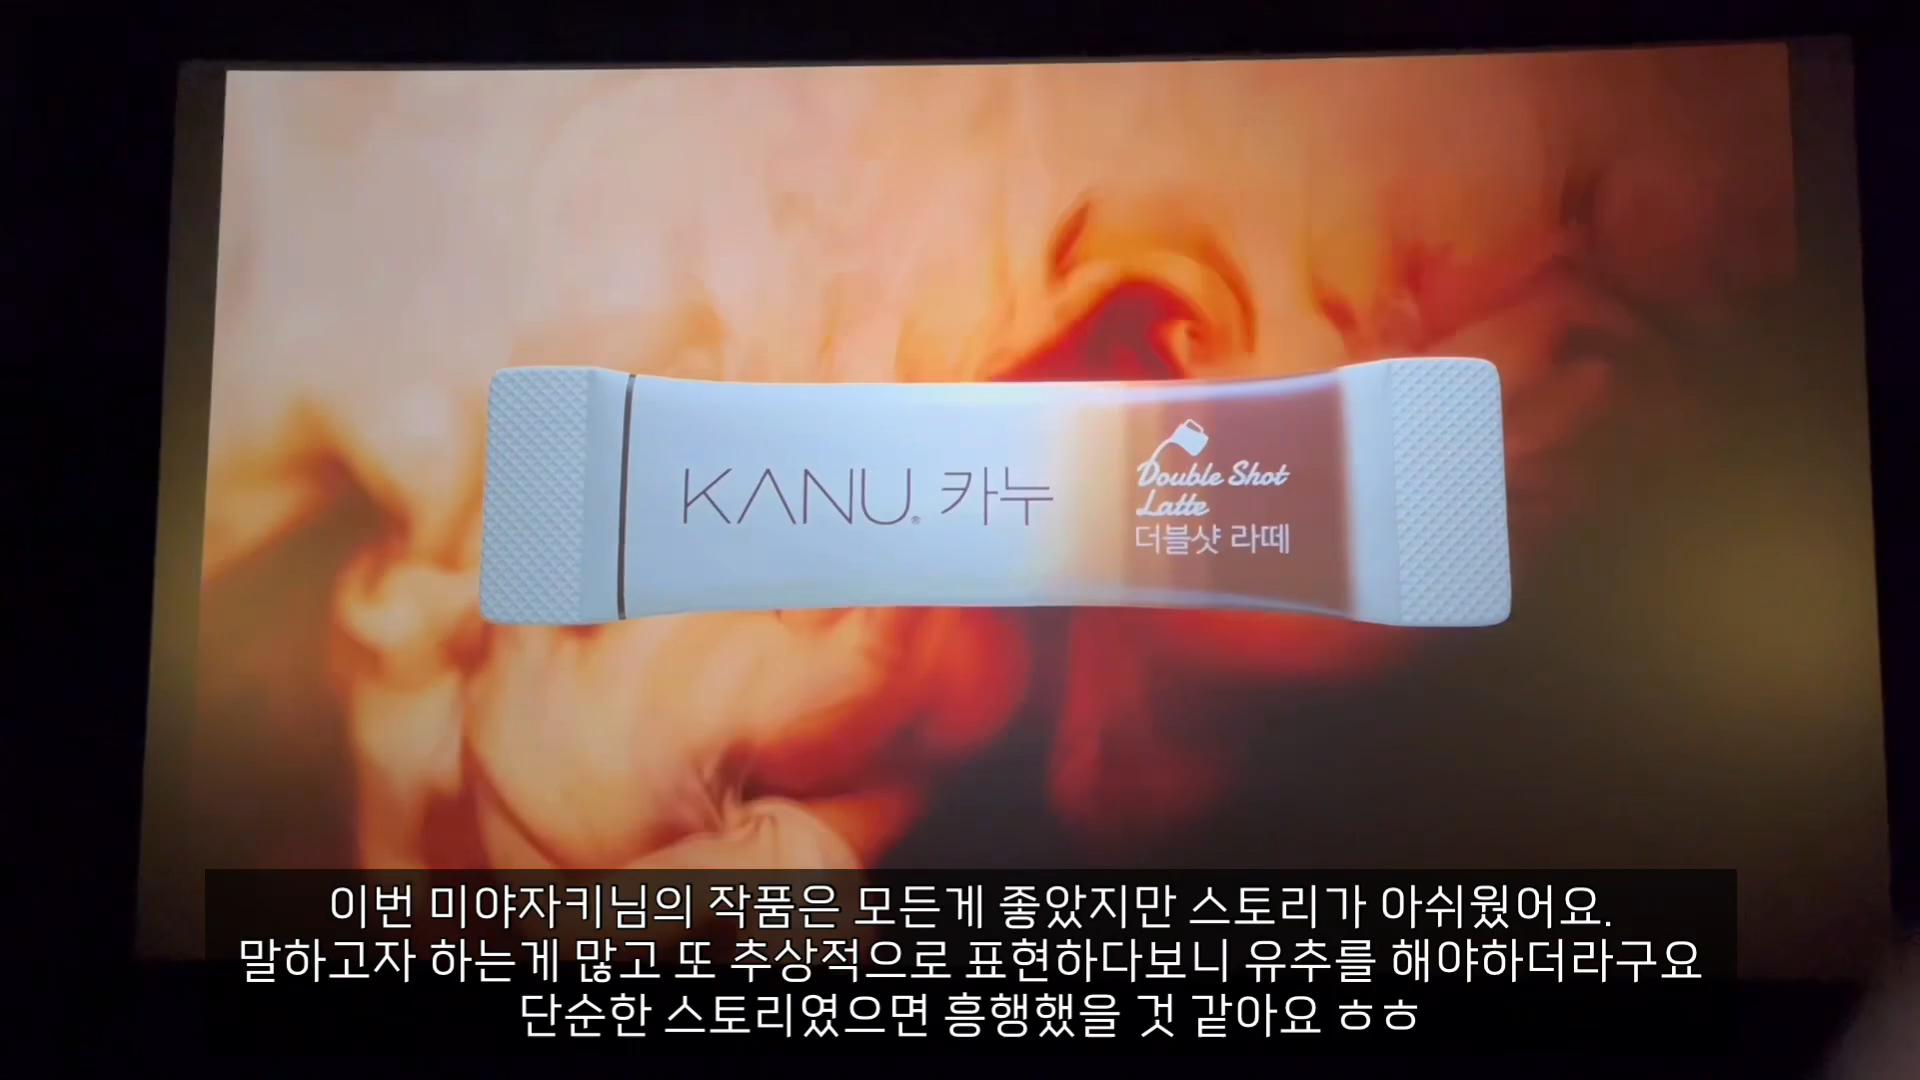 KANU® 카누
Double Shot
Latte
더블샷 라떼
이번 미야자키님의 작품은 모든게 좋았지만 스토리가 아쉬웠어요.
말하고자 하는게 많고 또 추상적으로 표현하다보니 유추를 해야하더라구요
단순한 스토리였으면 흥행했을 것 같아요 ㅎㅎ